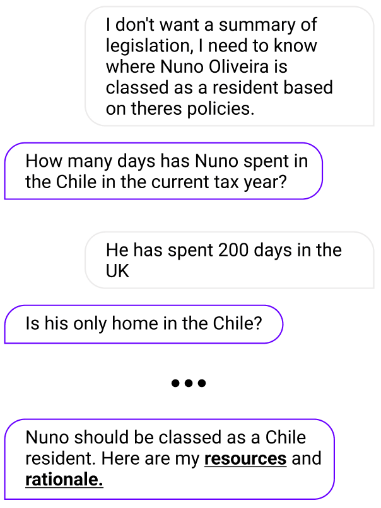 I don't want a summary of
legislation, I need to know
where Nuno Oliveira is
classed as a resident based
on theres policies.
How many days has Nuno spent in
the Chile in the current tax year?
He has spent 200 days in the
UK
Is his only home in the Chile?
Nuno should be classed as a Chile
resident. Here are my resources and
rationale.